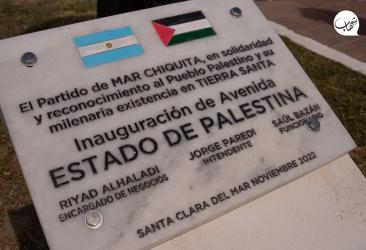 شهاب
El Partido de MAR CHIQUITA, en solidaridad
y reconocimiento al Pueblo Palestino y su
milenaria existencia en TIERRA SANTA
Inauguración de Avenida
ESTADO DE PALESTINA
RIYAD ALHALADI
ENCARGADO DE NEGOCIOS
JORGE PAREDI
INTENDENTE
SAÚL BAZÁN
FUNCIONARIO
SANTA CLARA DEL MAR NOVIEMBRE 2022